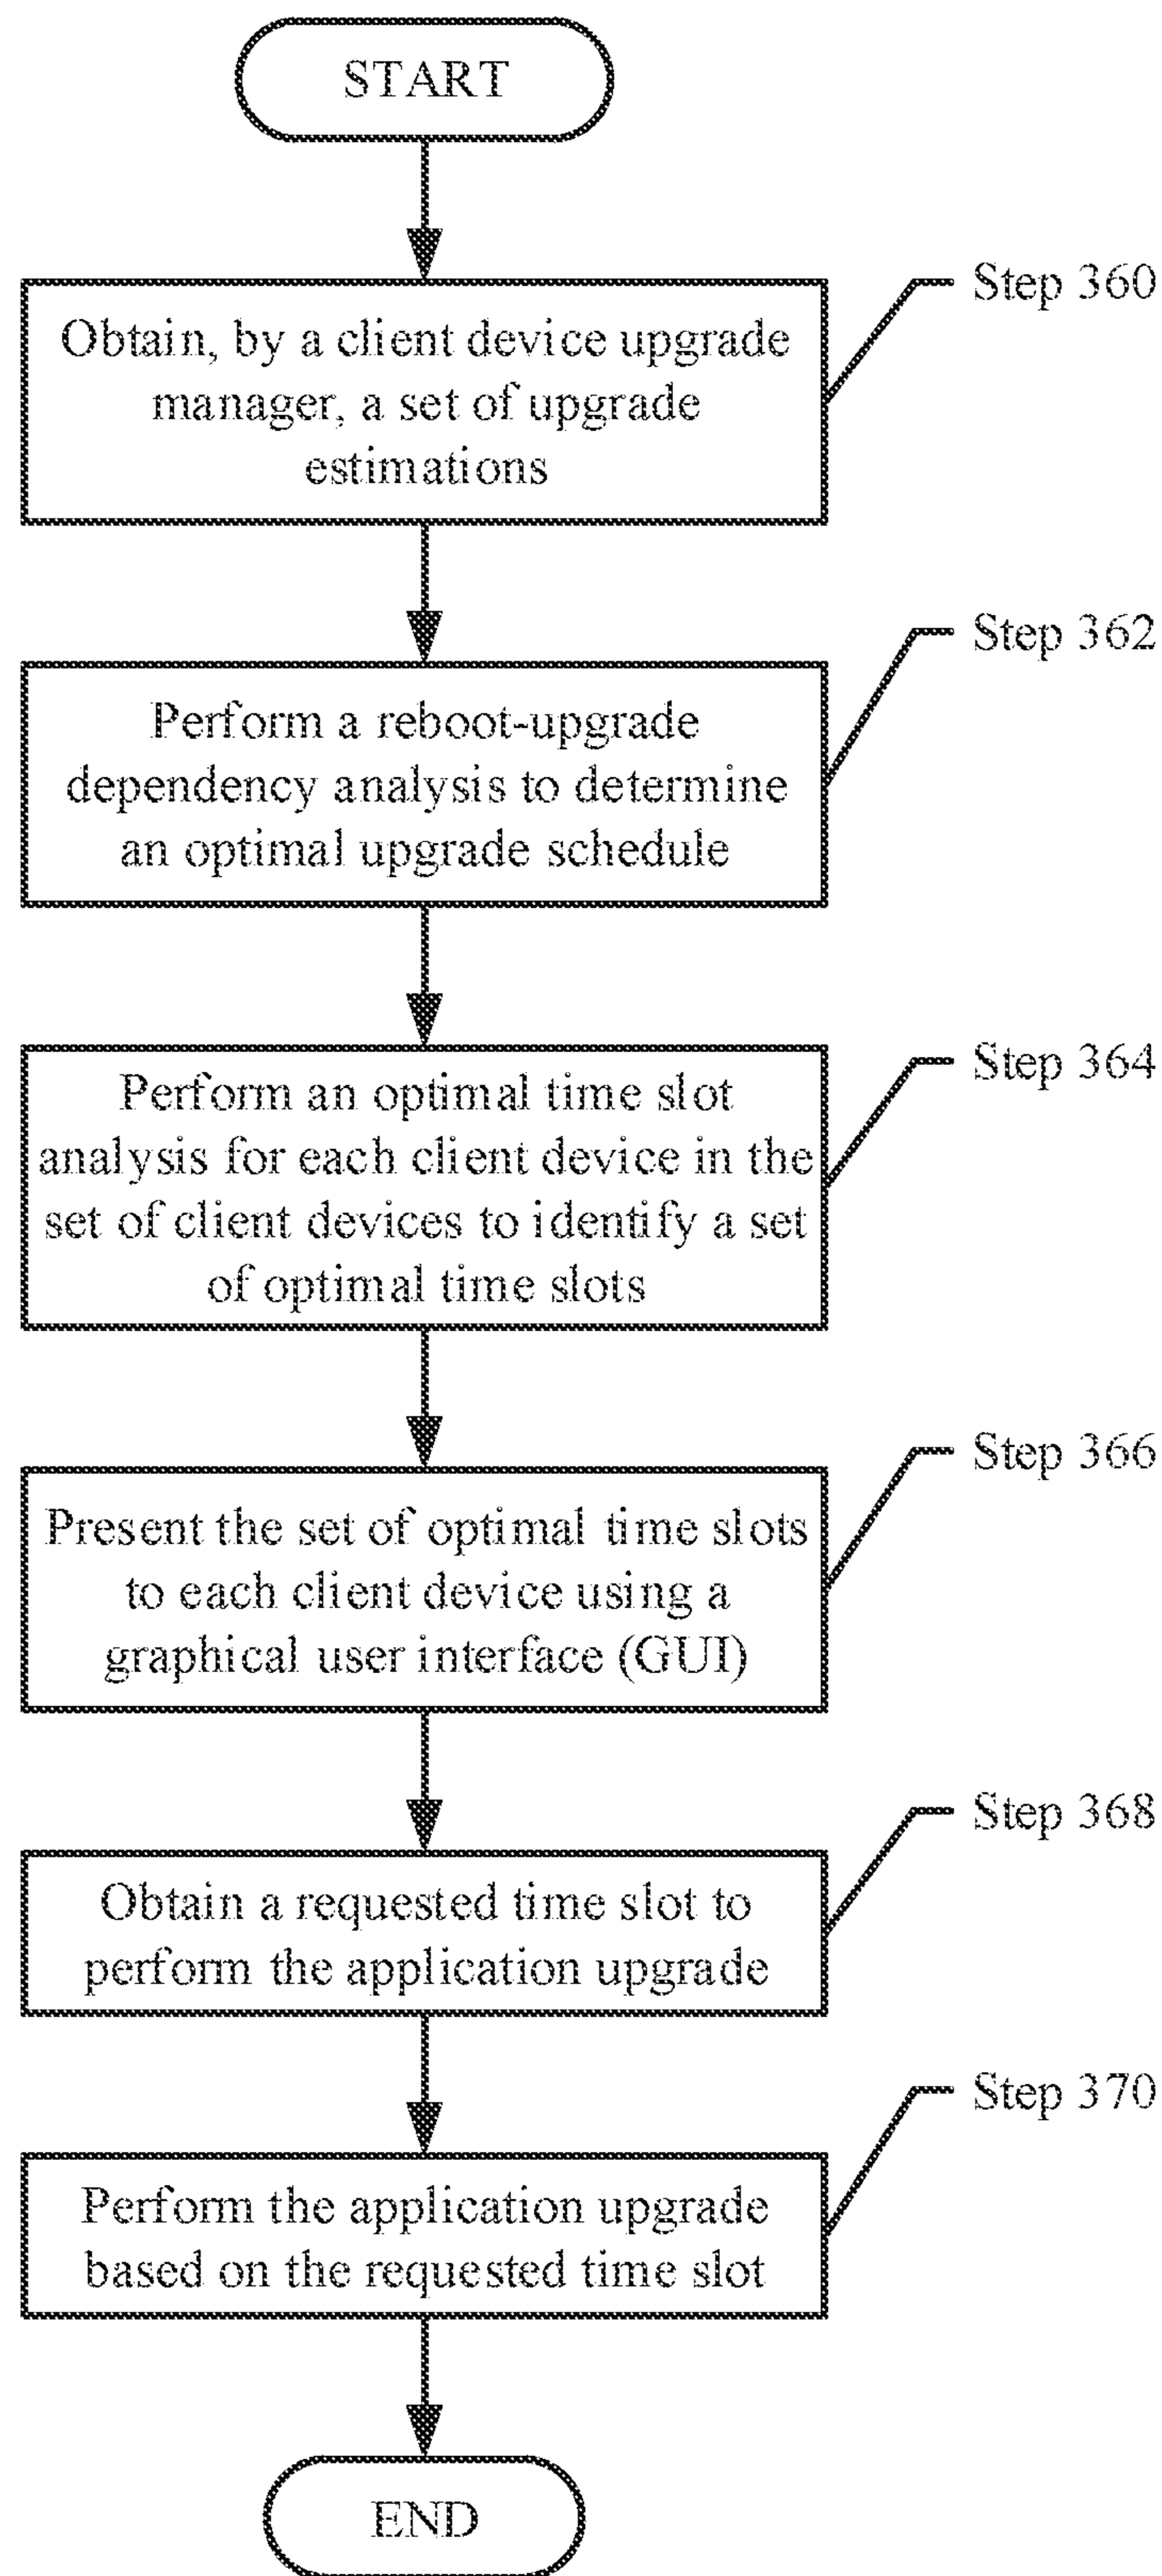 START
Step 360
Obtain, by a client device upgrade
manager, a set of upgrade
estimations
Step 362
Perform a reboot-upgrade
dependency analysis to determine
an optimal upgrade schedule
Step 364
Perform an optimal time slot
analysis for each client device in the
set of client devices to identify a set
of optimal time slots
Step 366
Present the set of optimal time slots
to each client device using a
graphical user interface (GUI)
Step 368
Obtain a requested time slot to
perform the application upgrade
Step 370
Perform the application upgrade
based on the requested time slot
END